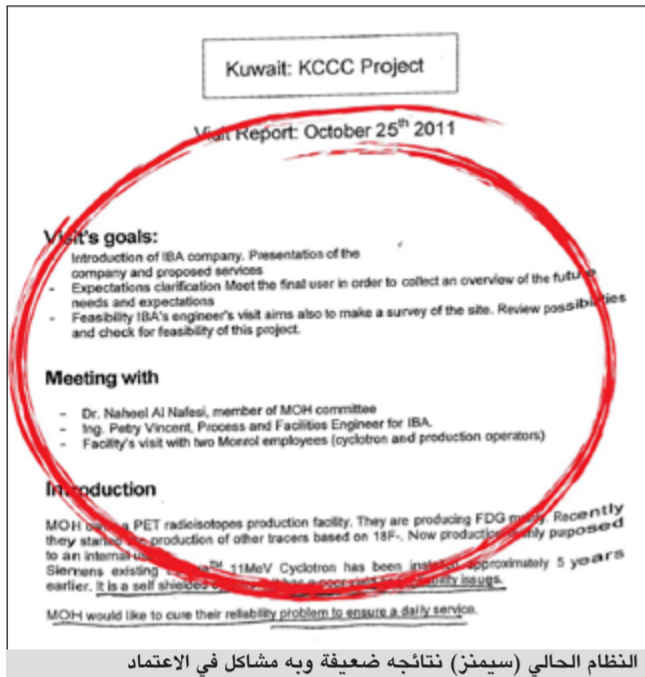 Kuwait: KCCC Project
Visit Report: October 25th 2011
Visit's goals:
Introduction of IBA company. Presentation of the
company and proposed services
- Expectations clarification Meet the final user in order to collect an overview of the future
needs and expectations
- Feasibility IBA's engineer's visit aims also to make a survey of the site. Review possibilities
and check for feasibility of this project.
Meeting with
- Dr. Naheel Al Nafesi, member of MOH committee
- Ing. Petry Vincent, Process and Facilities Engineer for IBA.
- Facility's visit with two Monrol employees (cyclotron and production operators)
Introduction
MOH a PET radioisotopes production facility. They are producing FDG Recently
they started production of other tracers based on 18F-. Now production purposed
to an internal
Siemens existing TM 11MeV Cyclotron has been approximately 5 years
earlier. It is a self shielded issues.
MOH would like to cure their reliability problem to ensure a daily service.
النظام الحالي (سيمنز) نتائجه ضعيفة وبه مشاكل في الاعتماد